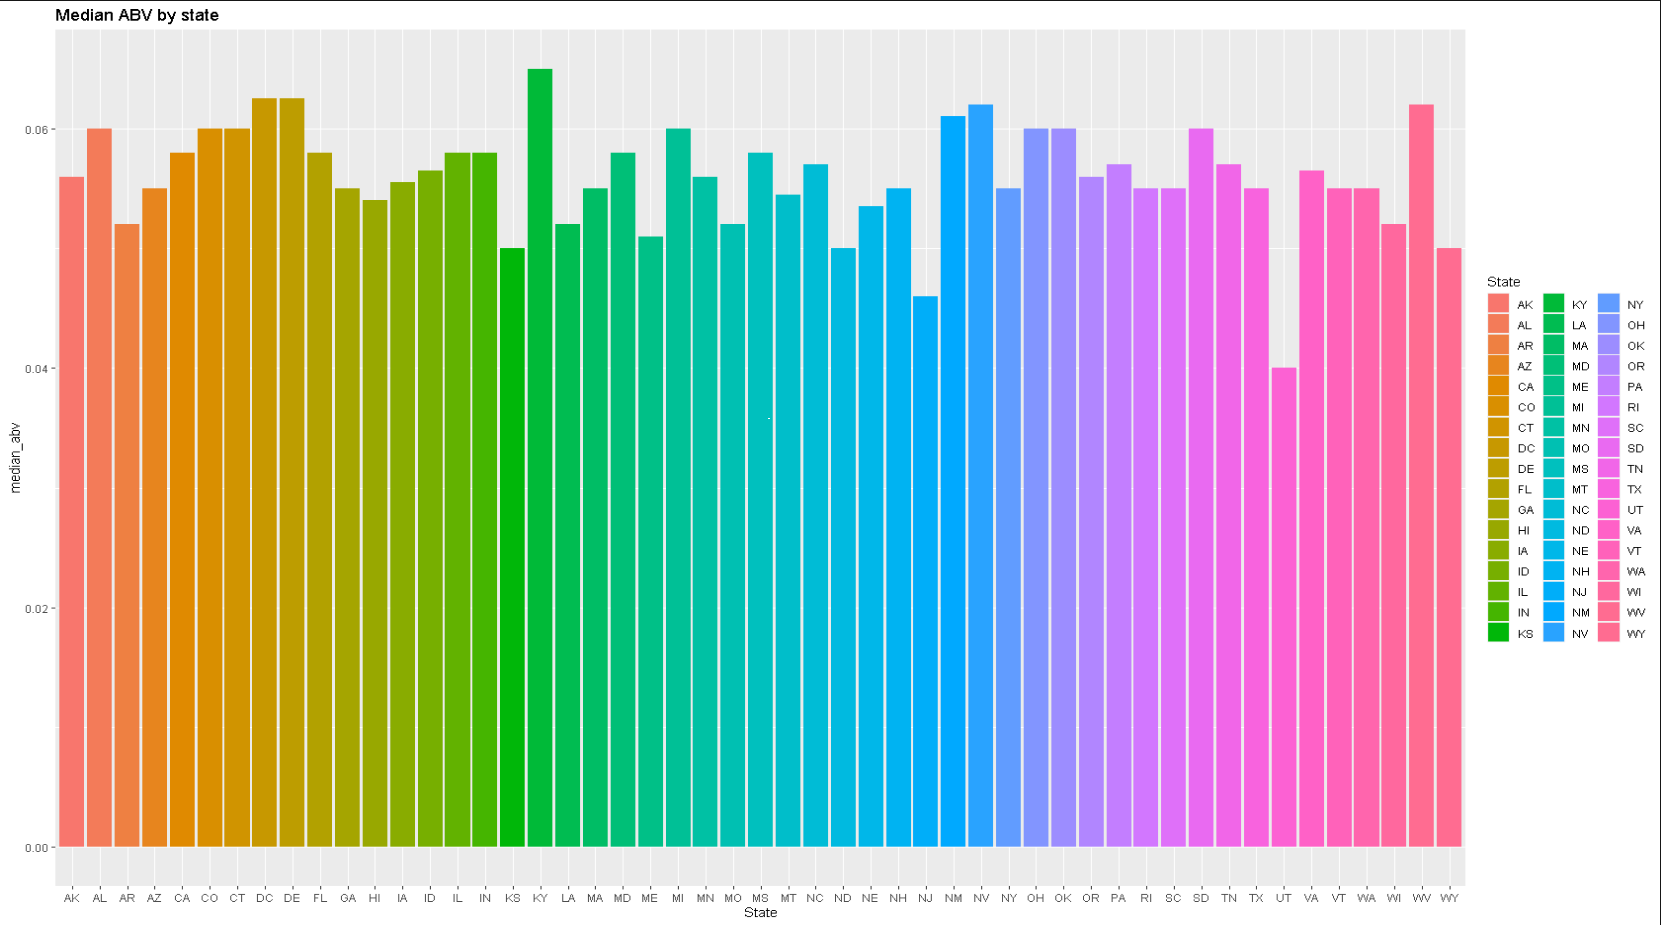 Median ABV by state
0.06
0.04
0.02
0.00
median_abv
AK AL AR AZ CA CO CT DC DE FL GA HI IA ID IL IN KS KY LA MA MD ME MI MN MO MS MT NC ND NE NH NJ NM NV NY OH OK OR PA RI SC SD TN TX UT VA VT WA WI WV WY
State
State
AK KY NY
AL LA OH
AR MA OK
AZ MD OR
CA ME PA
CO MI RI
CT MN SC
DC MO SD
DE MS TN
FL MT TX
GA NC UT
HI ND VA
IA NE VT
ID NH WA
IL NJ WI
IN NM WV
KS NV WY